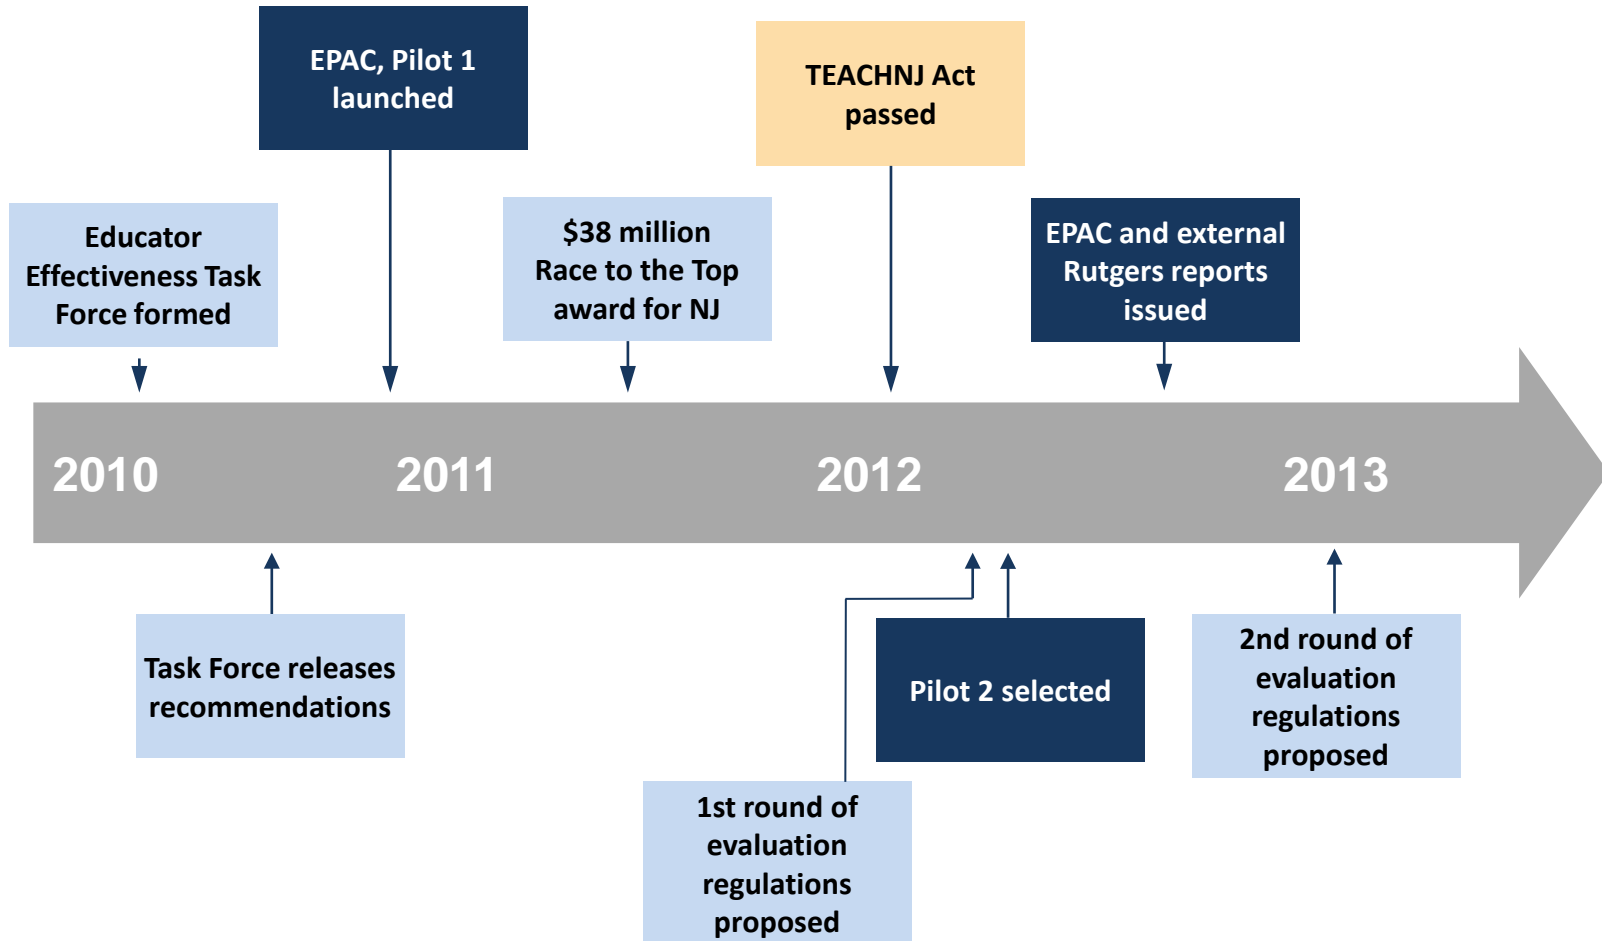 EPAC, Pilot 1
launched
TEACHNJ Act
passed
Educator
Effectiveness Task
Force formed
$38 million
Race to the Top
award for NJ
EPAC and external
Rutgers reports
issued
2010
2011
2012
2013
Task Force releases
recommendations
Pilot 2 selected
2nd round of
evaluation
regulations
proposed
1st round of
evaluation
regulations
proposed